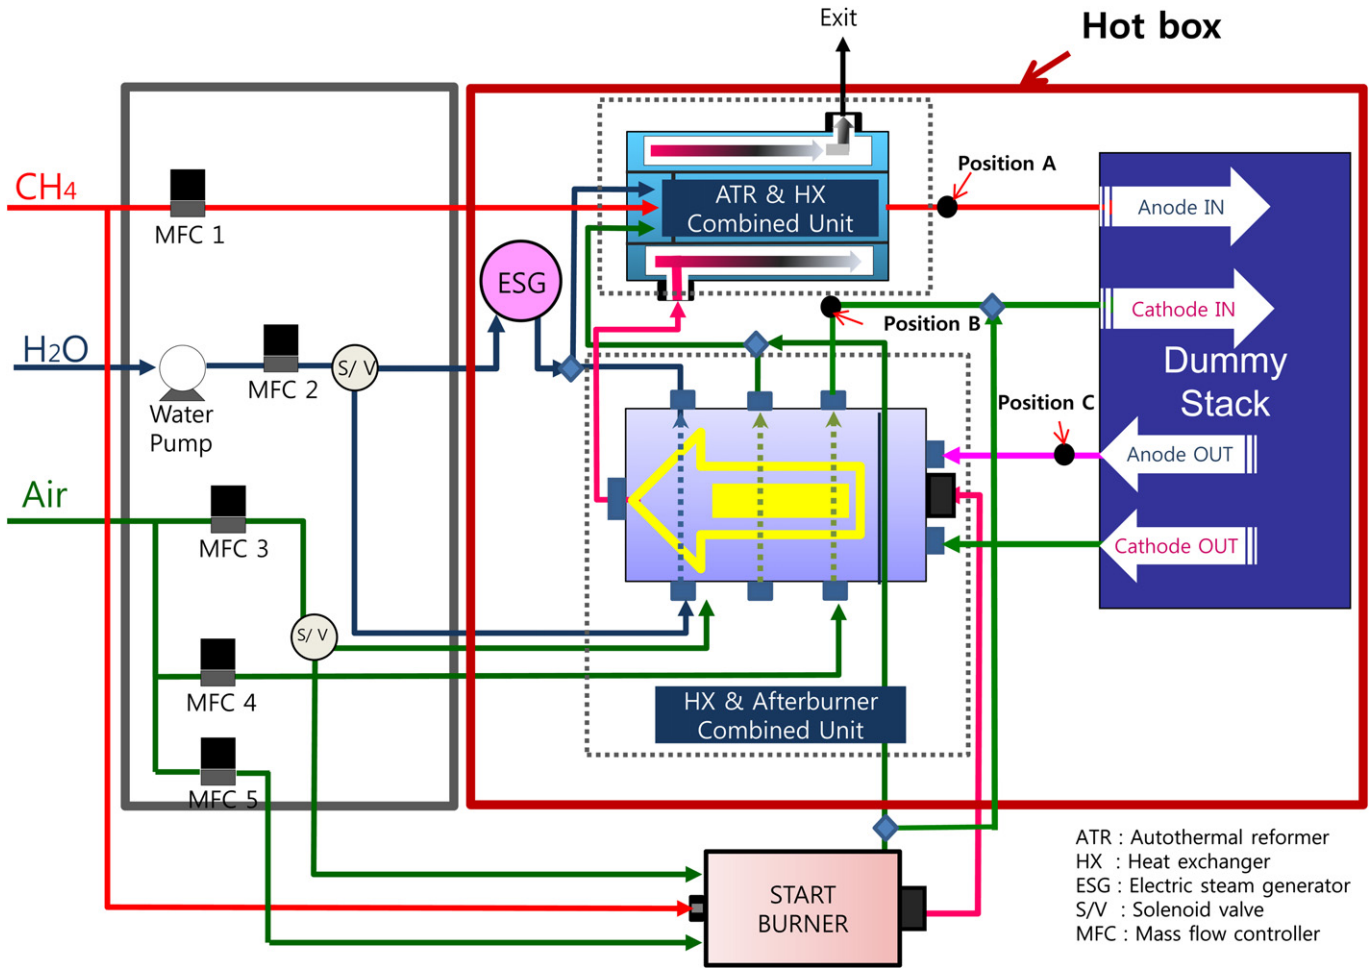 Exit
Hot box
CH4
MFC 1
ATR & HX
Combined Unit
Position A
Anode IN
ESG
Cathode IN
Position B
H2O
Water
Pump
MFC 2
S/ V
Dummy
Stack
Position C
Anode OUT
Air
MFC 3
Cathode OUT
S/ V
MFC 4
HX & Afterburner
Combined Unit
MFC 5
START
BURNER
ATR : Autothermal reformer
HX : Heat exchanger
ESG : Electric steam generator
S/V : Solenoid valve
MFC : Mass flow controller